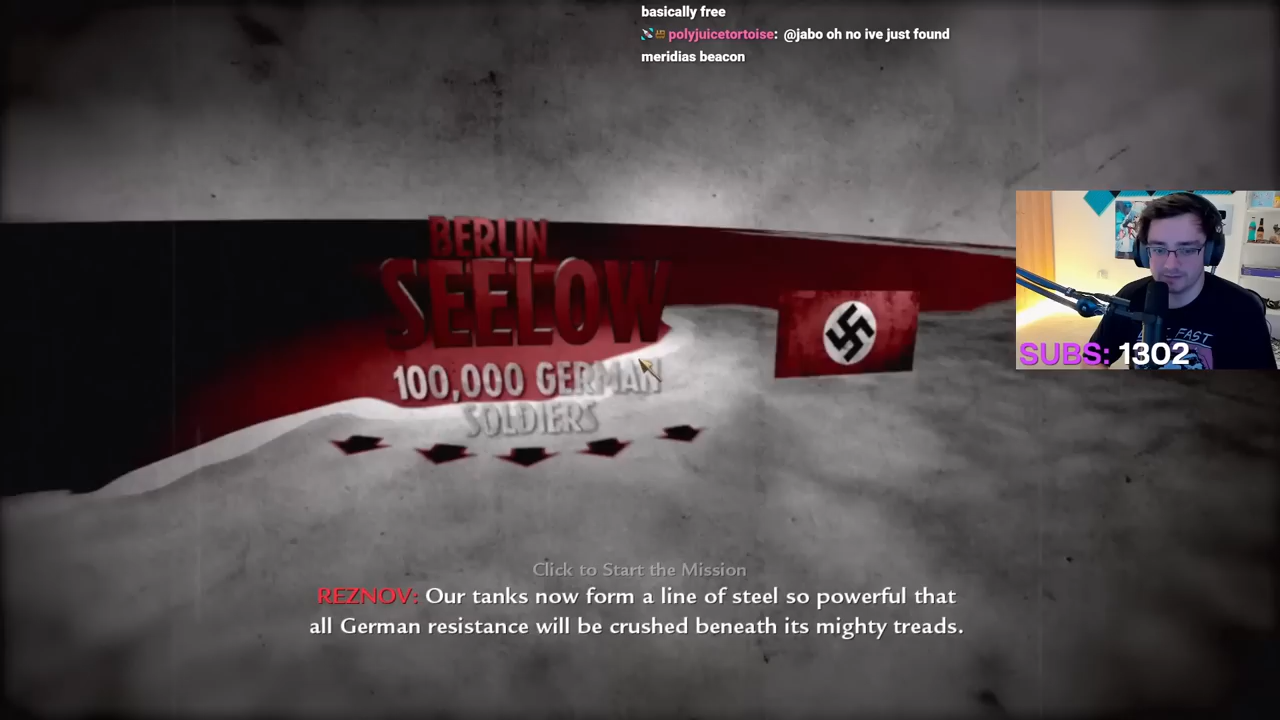 basically free
polyjuicetortoise: @jabo oh no ive just found
meridias beacon
BERLIN
SEELOW
100,000 GERMAN
SOLDIERS
FAST
SUBS: 1302
Click to Start the Mission
REZNOV: Our tanks now form a line of steel so powerful that
all German resistance will be crushed beneath its mighty treads.